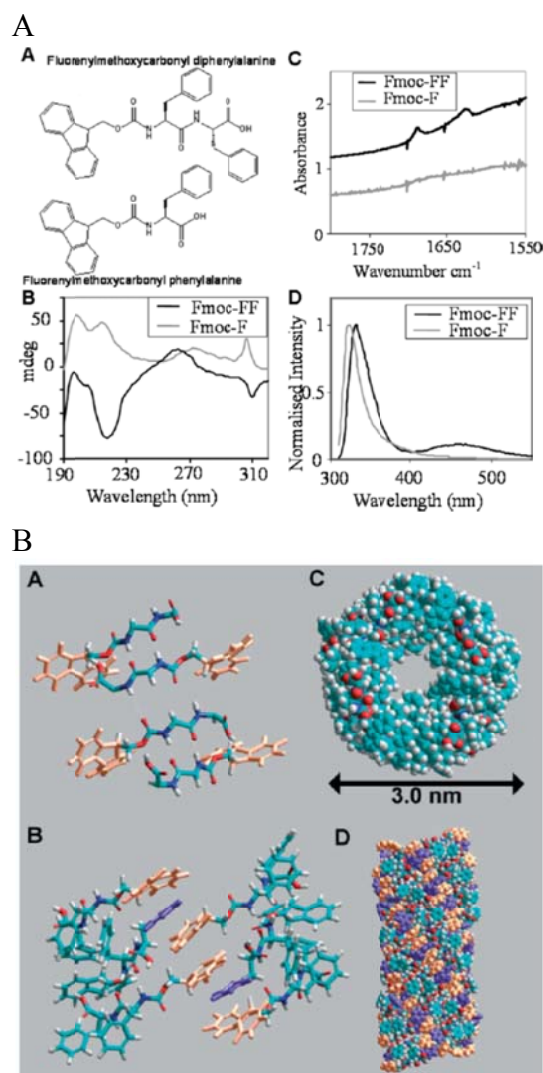 A
A
Fluorenylmethoxycarbonyl diphenylalanine
O
O
N
H
O
H
N
O
OH
O
O
N
H
OH
O
Fluorenylmethoxycarbonyl phenylalanine
C
Fmoc-FF
Fmoc-F
Absorbance
2
1
0
1750
1650
1550
Wavenumber cm-1
B
Fmoc-FF
Fmoc-F
mdeg
50
0
-50
-100
190
230
270
310
Wavelength (nm)
D
Fmoc-FF
Fmoc-F
Normalised Intensity
1
0.5
0
300
400
500
Wavelength (nm)
B
A
C
3.0 nm
B
D